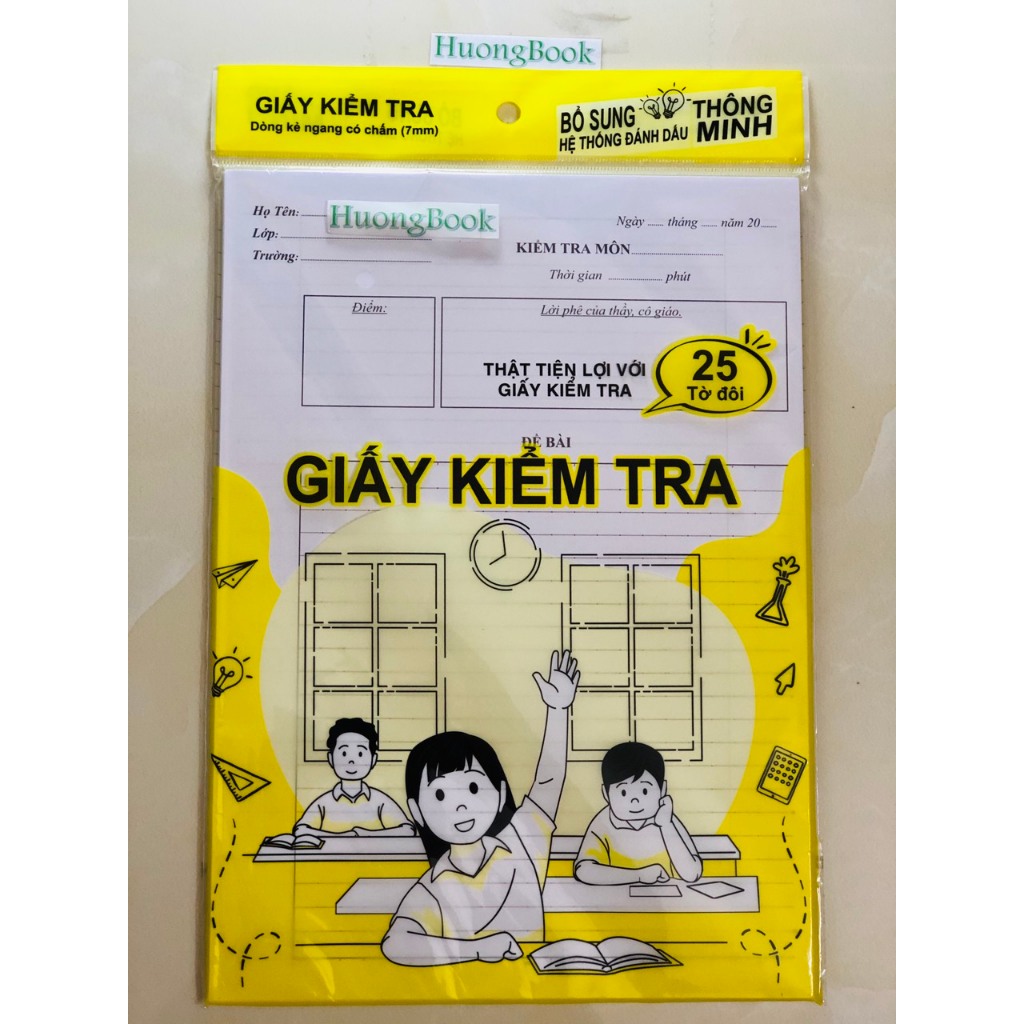 HuongBook
GIẤY KIỂM TRA
Dòng kẻ ngang có chấm (7mm)
BỔ SUNG
HỆ THỐNG ĐÁNH DẤU
THÔNG
MINH
Họ Tên:
HuongBook
Lớp:
Trường:
Ngày ...... tháng ...... năm 20.....
KIỂM TRA MÔN
Thời gian .................. phút
Điểm:
Lời phê của thầy, cô giáo.
THẬT TIỆN LỢI VỚI
GIẤY KIỂM TRA
25
Tờ đôi
ĐỀ BÀI
GIẤY KIỂM TRA